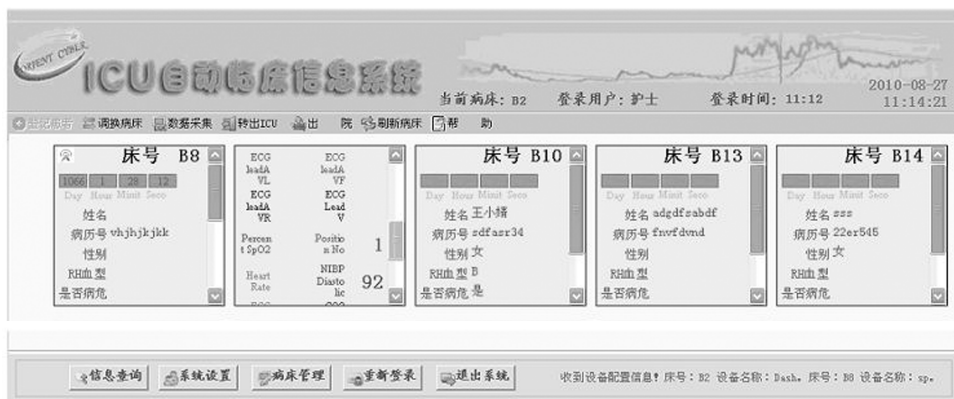 ORIENT CYBER
ICU自动临床信息系统
当前病床: B2 登录用户: 护士 登录时间: 11:12
2010-08-27
11:14:21
登记患者 调换病床 数据采集 转出ICU 出 院 刷新病床 帮 助
床号 B8
1066 1 28 12
Day Hour Minit Seco
姓名
病历号 vhjhjkjkk
性别
RH血型
是否病危
ECG leadA VL
ECG leadA VF
ECG leadA VR
ECG Lead V
Percen t SpO2
Positio n No 1
Heart Rate
NIBP Diasto lic 92
床号 B10
Day Hour Minit Seco
姓名 王小
病历号 sdfasr34
性别 女
RH血型 B
是否病危 是
床号 B13
Day Hour Minit Seco
姓名 adgdfsabdf
病历号 fnvfdvnd
性别
RH血型
是否病危
床号 B14
Day Hour Minit Seco
姓名 sss
病历号 22er545
性别 女
RH血型
是否病危
信息查询 系统设置 病床管理 重新登录 退出系统
收到设备配置信息! 床号: B2 设备名称: Dash。 床号: B8 设备名称: sp。